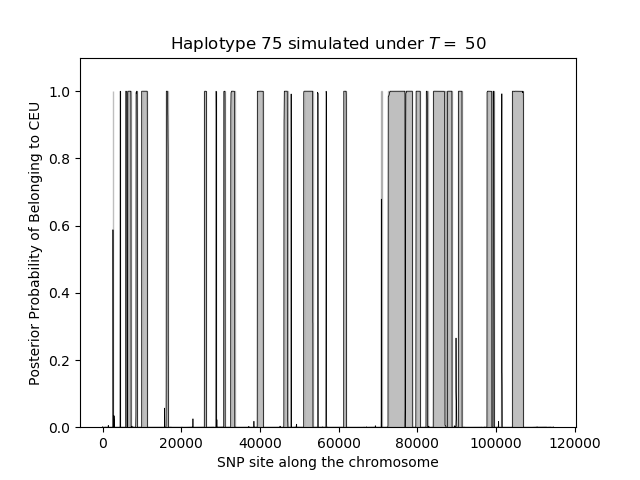 Haplotype 75 simulated under T = 50
Posterior Probability of Belonging to CEU
1.0
0.8
0.6
0.4
0.2
0.0
0 20000 40000 60000 80000 100000 120000
SNP site along the chromosome